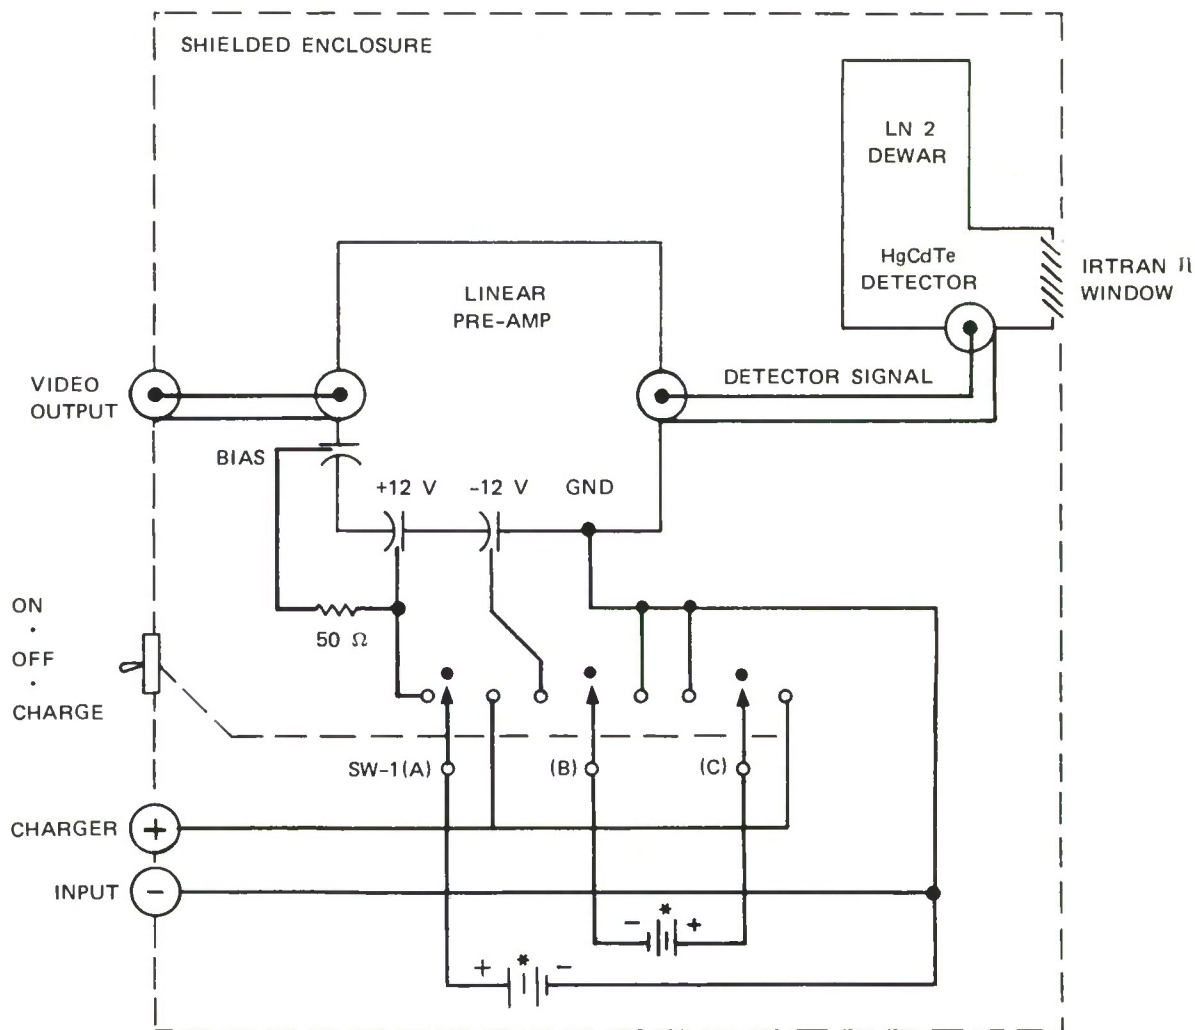 SHIELDED ENCLOSURE
LN 2
DEWAR
HgCdTe
DETECTOR
IRTRAN II
WINDOW
LINEAR
PRE-AMP
DETECTOR SIGNAL
VIDEO
OUTPUT
BIAS
+12 V
-12 V
GND
50 Ω
ON
·
OFF
·
CHARGE
SW-1(A)
(B)
(C)
CHARGER
+
INPUT
−
− * +
+ * −